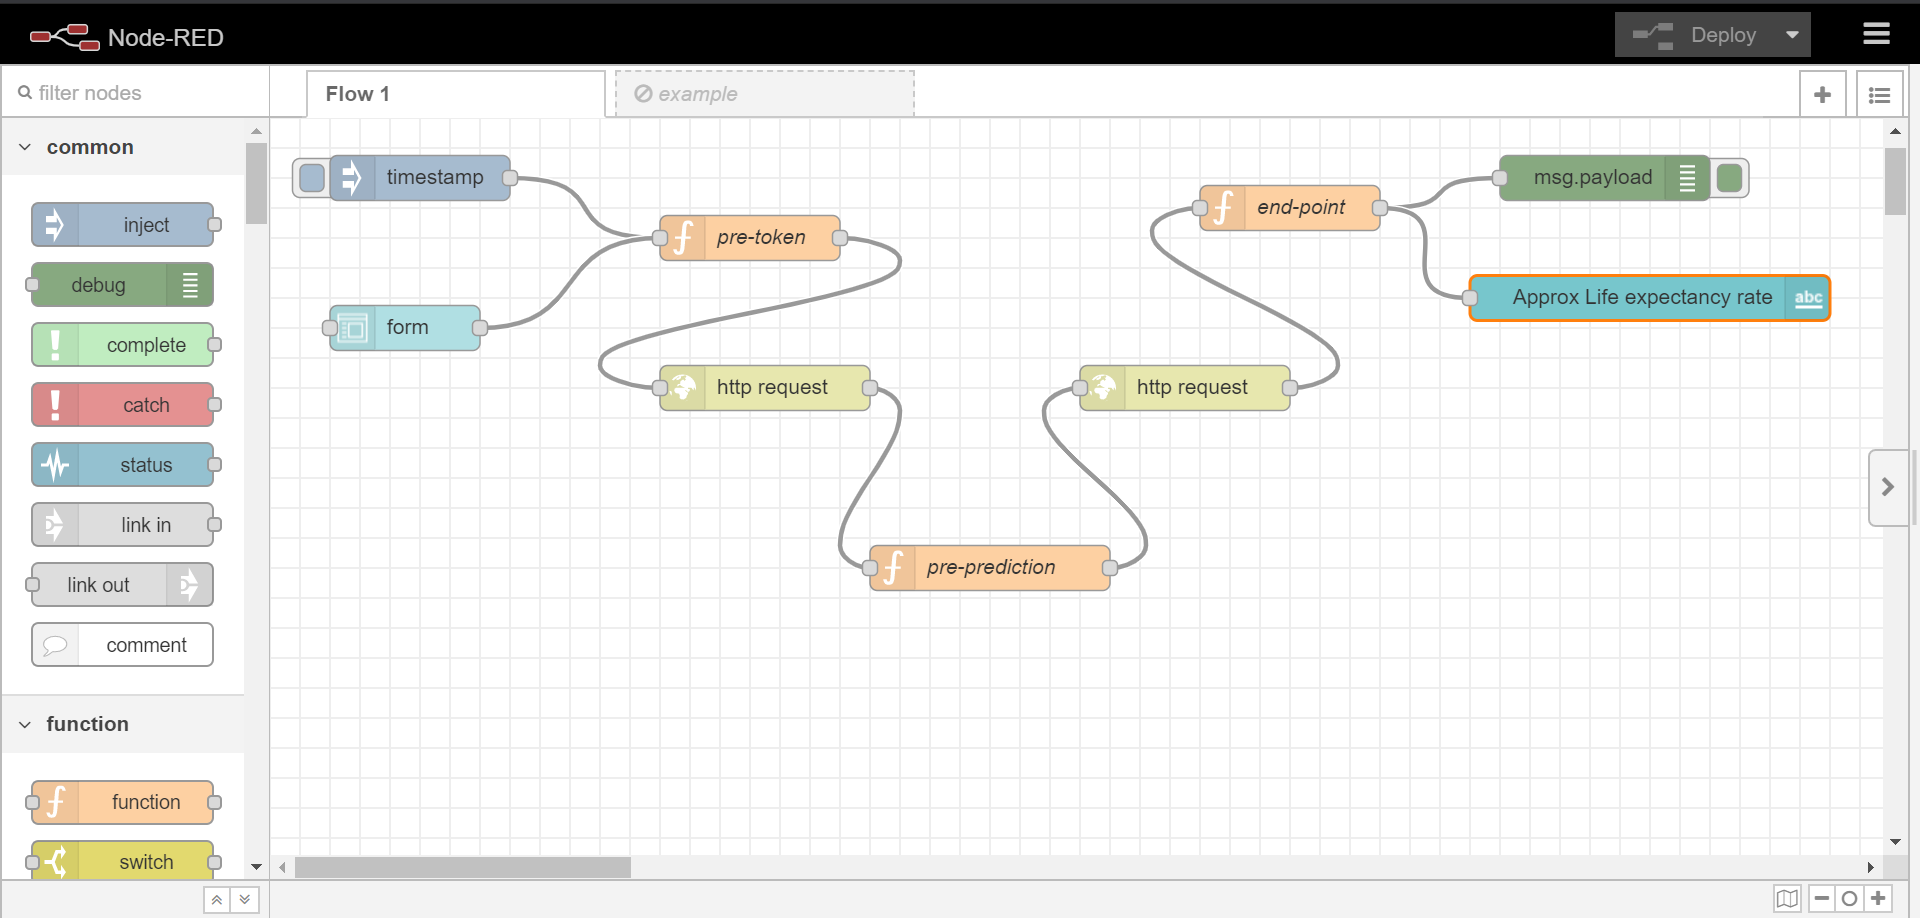 Node-RED
Deploy
filter nodes
Flow 1
example
common
inject
debug
complete
catch
status
link in
link out
comment
function
function
switch
timestamp
form
pre-token
http request
pre-prediction
http request
end-point
msg.payload
Approx Life expectancy rate
abc